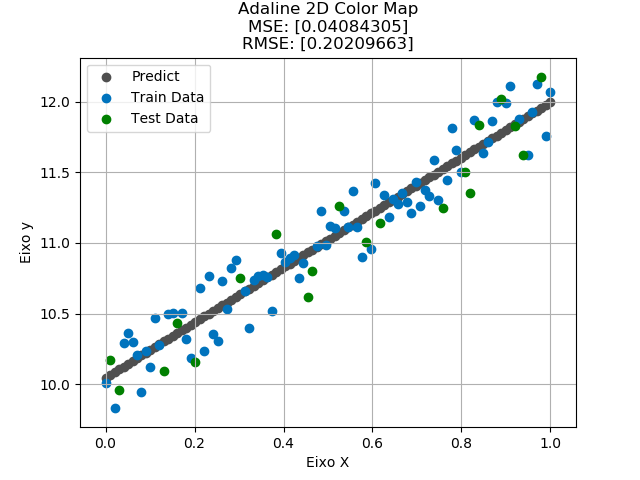 Adaline 2D Color Map
MSE: [0.04084305]
RMSE: [0.20209663]
Predict
Train Data
Test Data
Eixo y
12.0
11.5
11.0
10.5
10.0
0.0 0.2 0.4 0.6 0.8 1.0
Eixo X